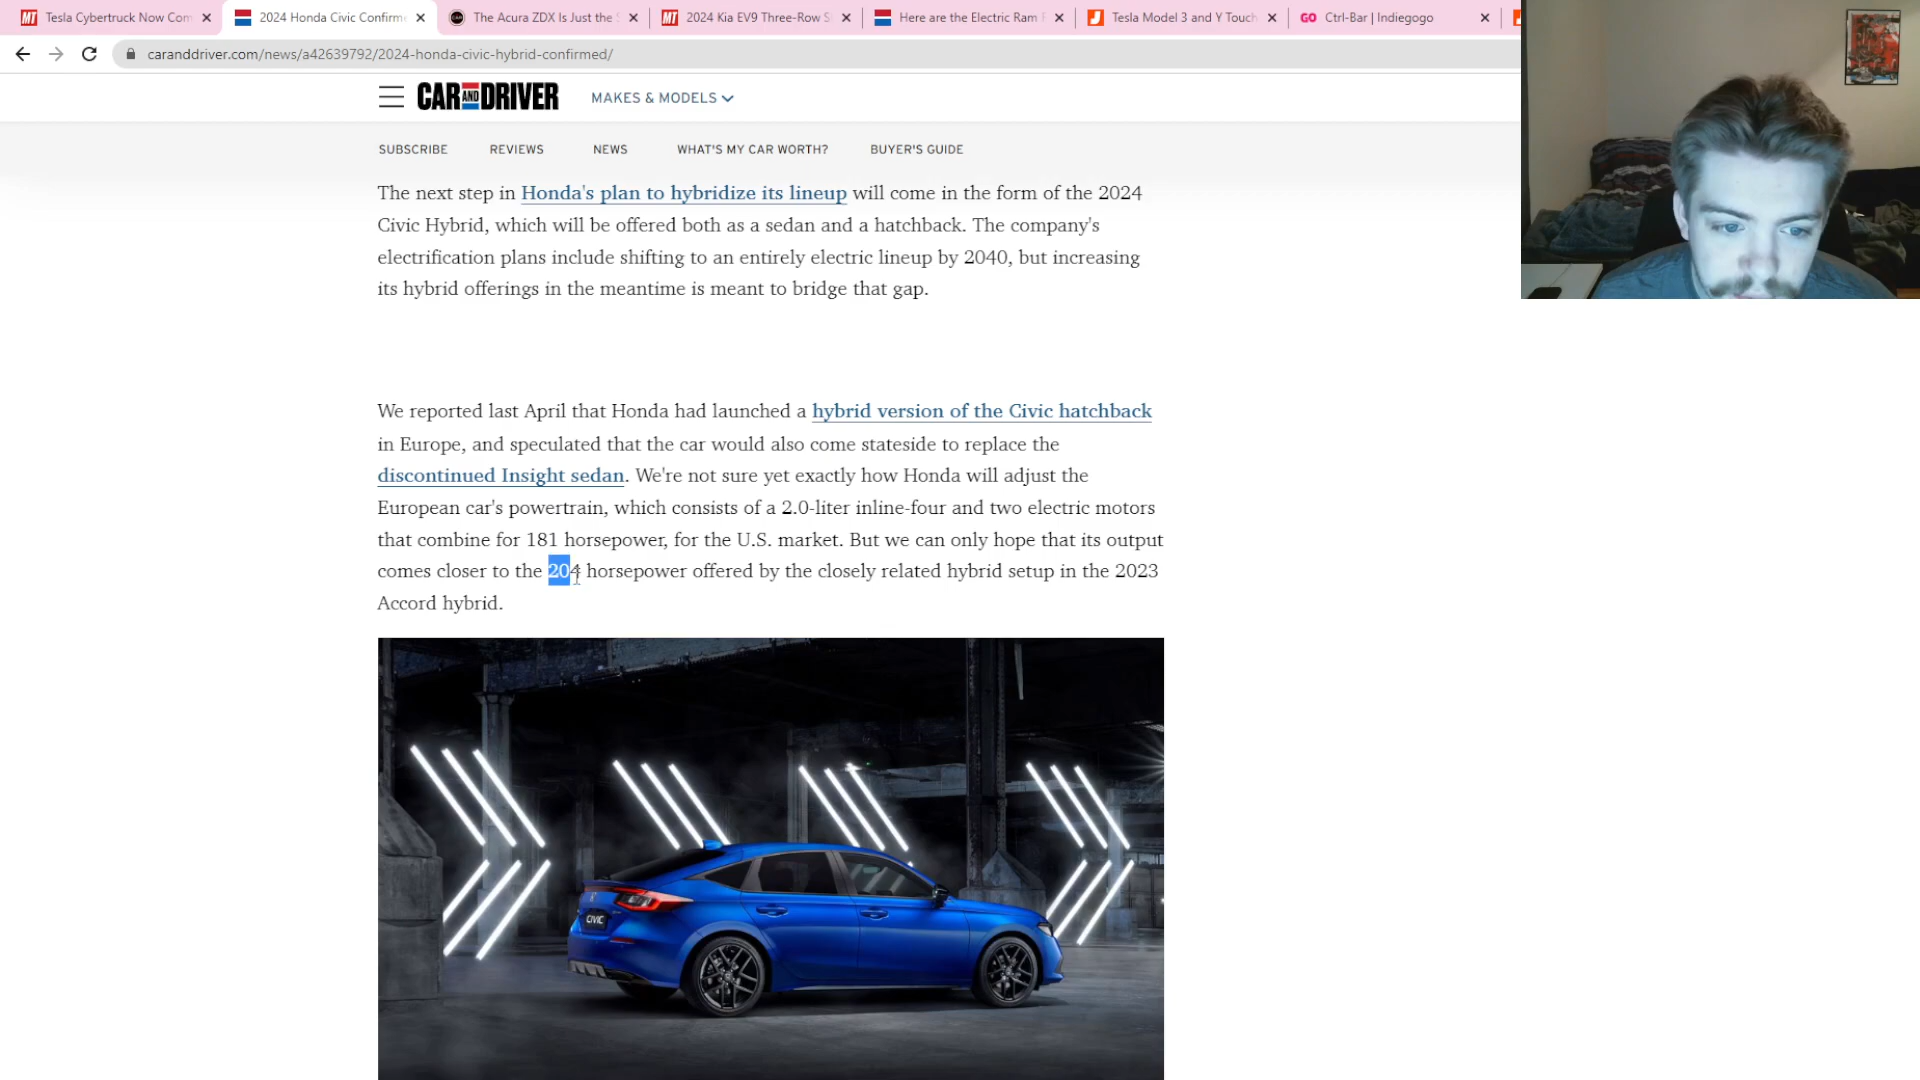 Tesla Cybertruck Now Com
2024 Honda Civic Confirm
The Acura ZDX Is Just the S
2024 Kia EV9 Three-Row S
Here are the Electric Ram
Tesla Model 3 and Y Touch
GO Ctrl-Bar | Indiegogo
caranddriver.com/news/a42639792/2024-honda-civic-hybrid-confirmed/
CAR AND DRIVER
MAKES & MODELS
SUBSCRIBE REVIEWS NEWS WHAT'S MY CAR WORTH? BUYER'S GUIDE
The next step in Honda's plan to hybridize its lineup will come in the form of the 2024
Civic Hybrid, which will be offered both as a sedan and a hatchback. The company's
electrification plans include shifting to an entirely electric lineup by 2040, but increasing
its hybrid offerings in the meantime is meant to bridge that gap.
We reported last April that Honda had launched a hybrid version of the Civic hatchback
in Europe, and speculated that the car would also come stateside to replace the
discontinued Insight sedan. We're not sure yet exactly how Honda will adjust the
European car's powertrain, which consists of a 2.0-liter inline-four and two electric motors
that combine for 181 horsepower, for the U.S. market. But we can only hope that its output
comes closer to the 204 horsepower offered by the closely related hybrid setup in the 2023
Accord hybrid.
CIVIC